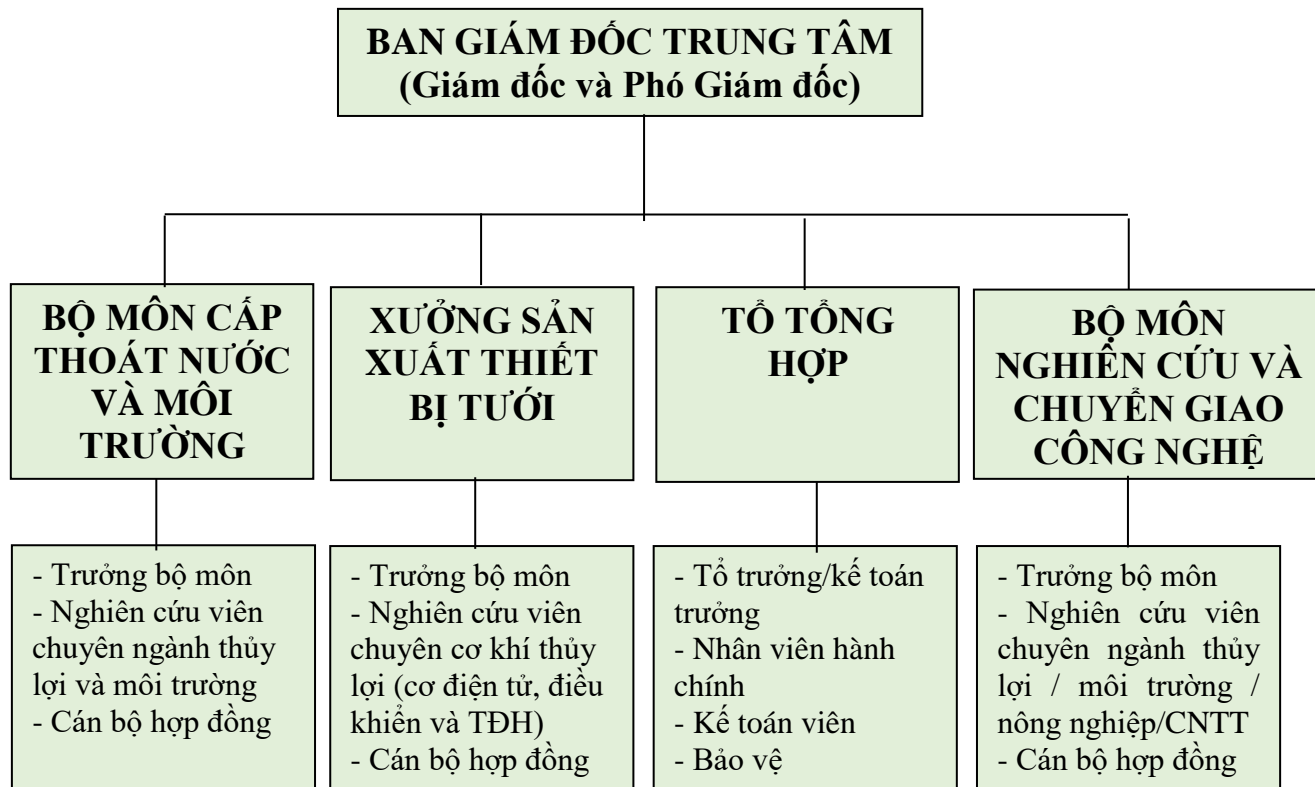 BAN GIÁM ĐỐC TRUNG TÂM
(Giám đốc và Phó Giám đốc)
BỘ MÔN CẤP
THOÁT NƯỚC
VÀ MÔI
TRƯỜNG
XƯỞNG SẢN
XUẤT THIẾT
BỊ TƯỚI
TỔ TỔNG
HỢP
BỘ MÔN
NGHIÊN CỨU VÀ
CHUYỂN GIAO
CÔNG NGHỆ
- Trưởng bộ môn
- Nghiên cứu viên
chuyên ngành thủy
lợi và môi trường
- Cán bộ hợp đồng
- Trưởng bộ môn
- Nghiên cứu viên
chuyên cơ khí thủy
lợi (cơ điện tử, điều
khiển và TĐH)
- Cán bộ hợp đồng
- Tổ trưởng/kế toán
trưởng
- Nhân viên hành
chính
- Kế toán viên
- Bảo vệ
- Trưởng bộ môn
- Nghiên cứu viên
chuyên ngành thủy
lợi / môi trường /
nông nghiệp/CNTT
- Cán bộ hợp đồng